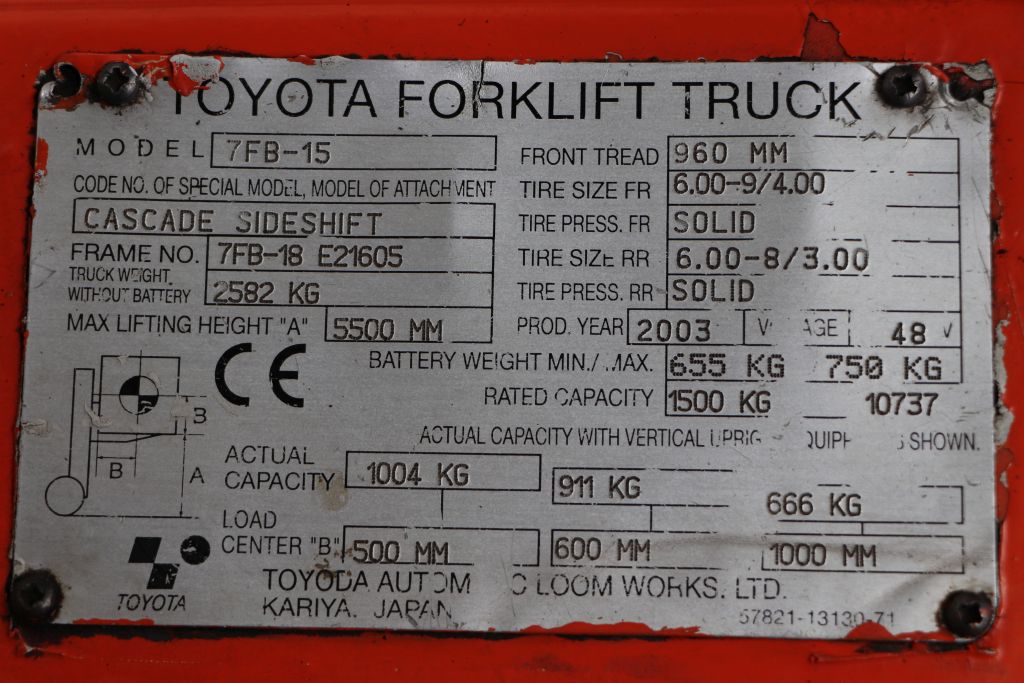 TOYOTA FORKLIFT TRUCK
MODEL 7FB-15
FRONT TREAD 960 MM
CODE NO. OF SPECIAL MODEL, MODEL OF ATTACHMENT
TIRE SIZE FR 6.00-9/4.00
CASCADE SIDESHIFT
TIRE PRESS. FR SOLID
FRAME NO. 7FB-18 E21605
TIRE SIZE RR 6.00-8/3.00
TRUCK WEIGHT
WITHOUT BATTERY 2582 KG
TIRE PRESS. RR SOLID
MAX LIFTING HEIGHT "A" 5500 MM
PROD. YEAR 2003 48 V
CE
BATTERY WEIGHT MIN./ 655 KG 750 KG
RATED CAPACITY 1500 KG 10737
ACTUAL CAPACITY WITH VERTICAL SHOWN.
B
B
A
ACTUAL
CAPACITY 1004 KG 911 KG 666 KG
LOAD
CENTER "B" 500 MM 600 MM 1000 MM
TOYOTA
TOYODA LOOM WORKS. LTD.
KARIYA. JAPAN
57821-13130-71